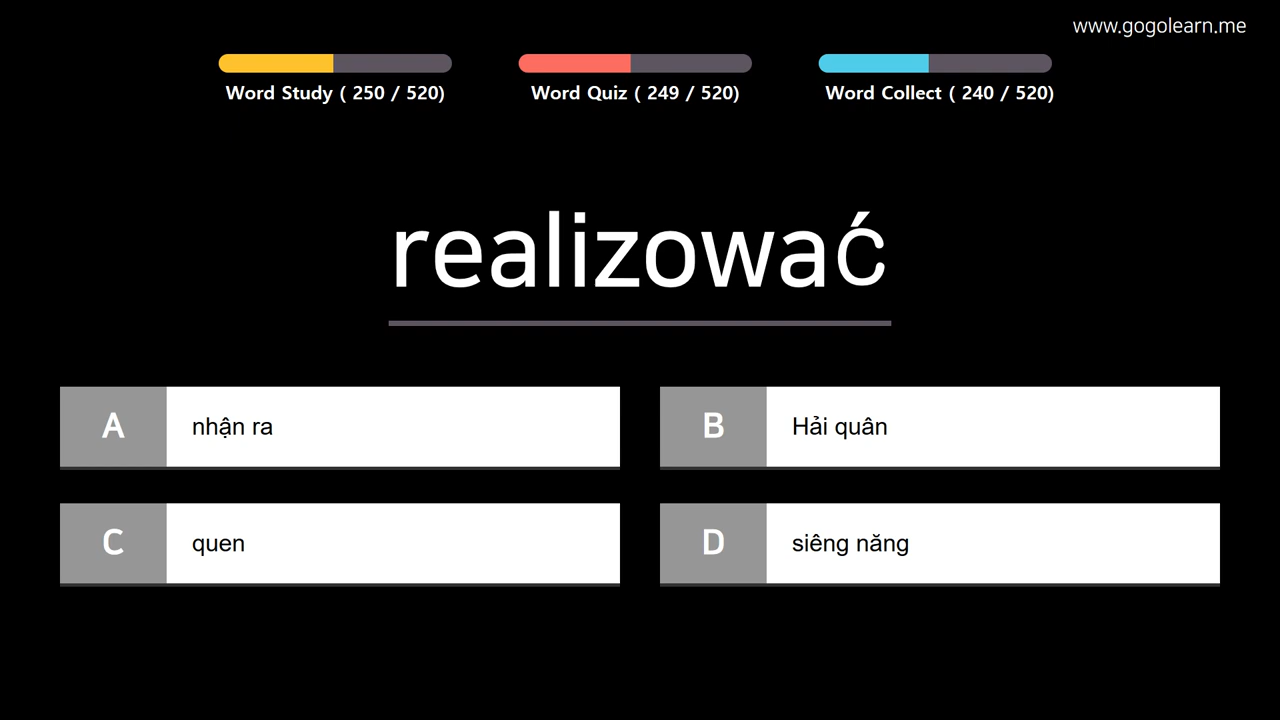 www.gogolearn.me
Word Study ( 250 / 520)
Word Quiz ( 249 / 520)
Word Collect ( 240 / 520)
realizować
A nhận ra
B Hải quân
C quen
D siêng năng